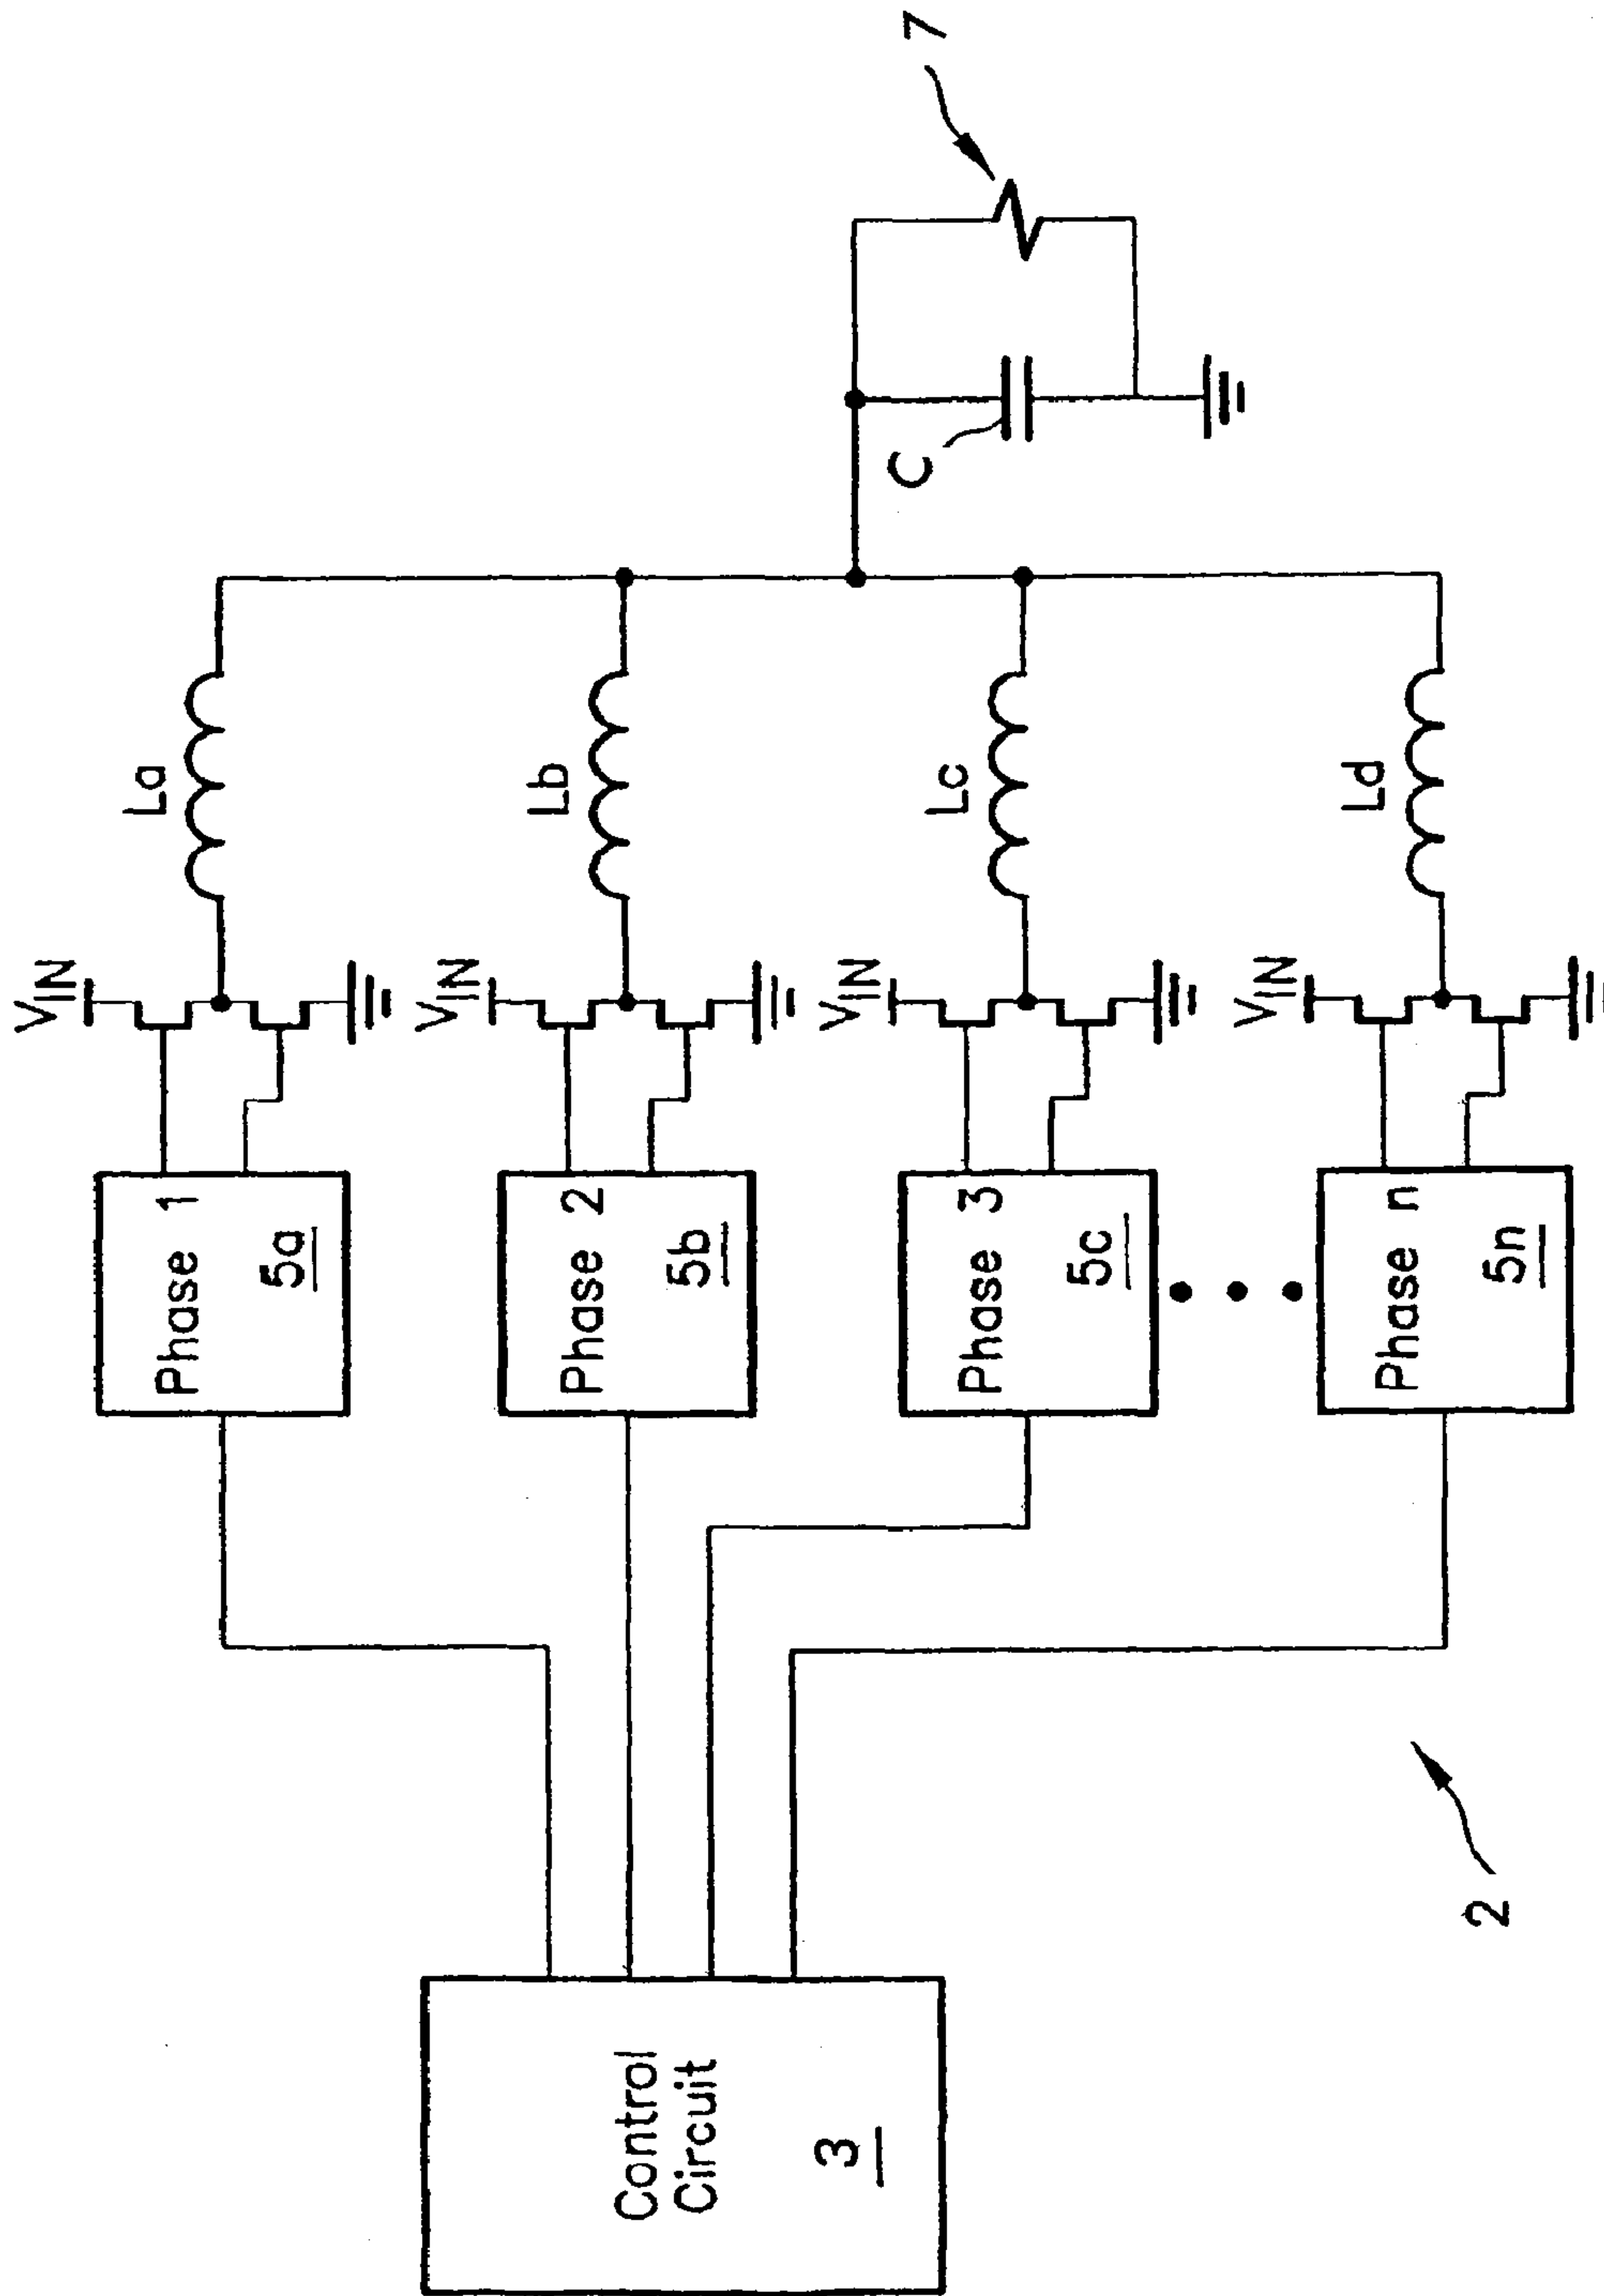 Control
Circuit
3
2
Phase 1
5a
Phase 2
5b
Phase 3
5c
Phase n
5n
VIN
VIN
VIN
VIN
La
Lb
Lc
Ld
C
7